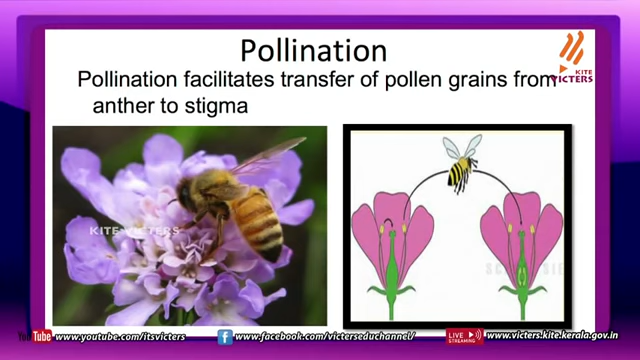 Pollination
Pollination facilitates transfer of pollen grains from
anther to stigma
KITE
VICTERS
KITE VICTERS
YouTube www.youtube.com/itsvicters
f www.facebook.com/victerseduchannel/
LIVE
STREAMING
www.victers.kite.kerala.gov.in